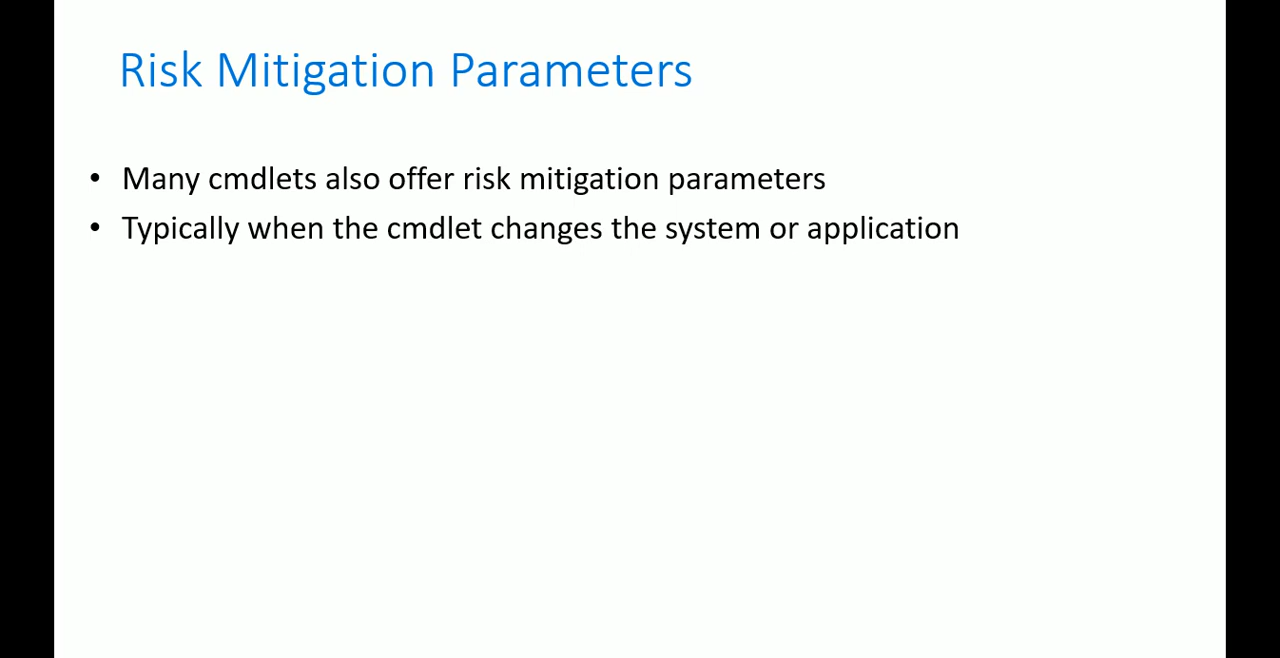 Risk Mitigation Parameters
• Many cmdlets also offer risk mitigation parameters
• Typically when the cmdlet changes the system or application